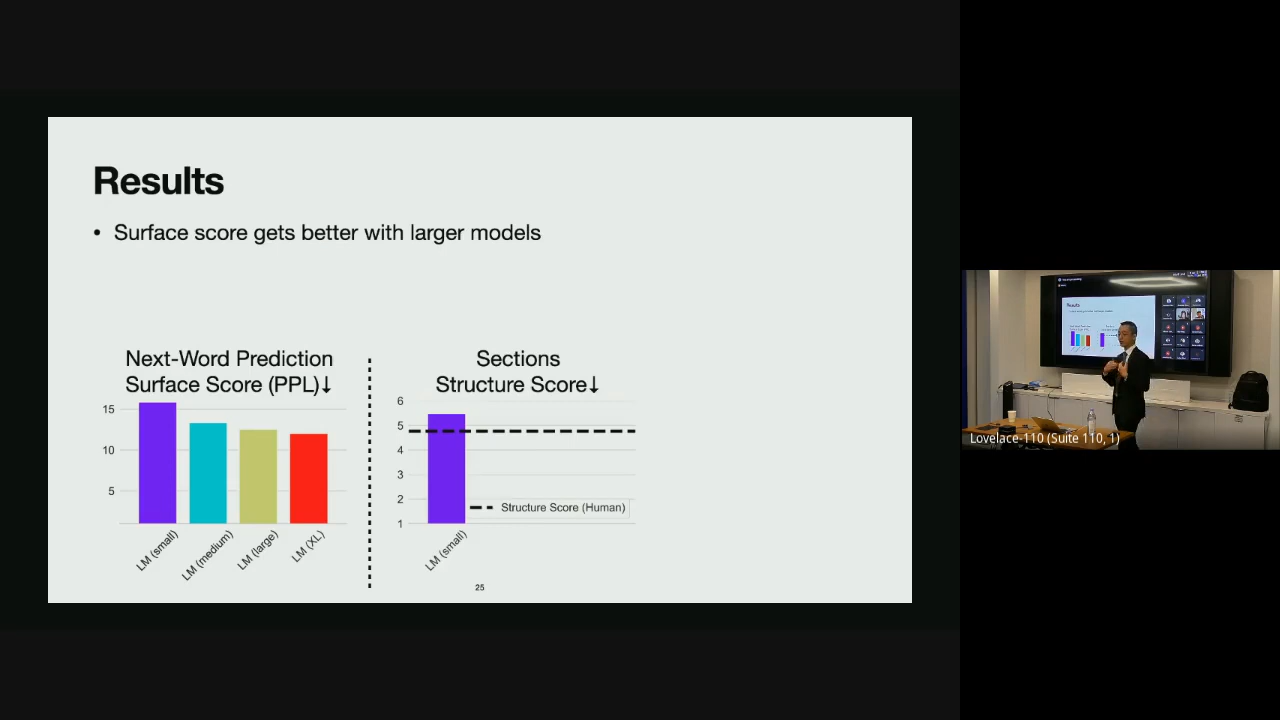 Results
• Surface score gets better with larger models
Next-Word Prediction
Surface Score (PPL)↓
15
10
5
LM (small)
LM (medium)
LM (large)
LM (XL)
Sections
Structure Score↓
6
5
4
3
2
1
Structure Score (Human)
LM (small)
25
Results
Lovelace-110 (Suite 110, 1)